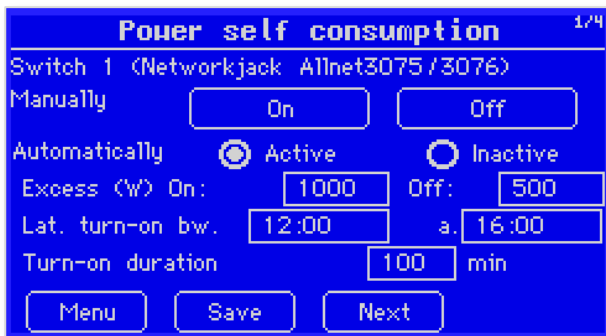 Power self consumption 1/4
Switch 1 (Networkjack Allnet3075/3076)
Manually On Off
Automatically Active Inactive
Excess (W) On: 1000 Off: 500
Lat. turn-on bw. 12:00 a. 16:00
Turn-on duration 100 min
Menu Save Next